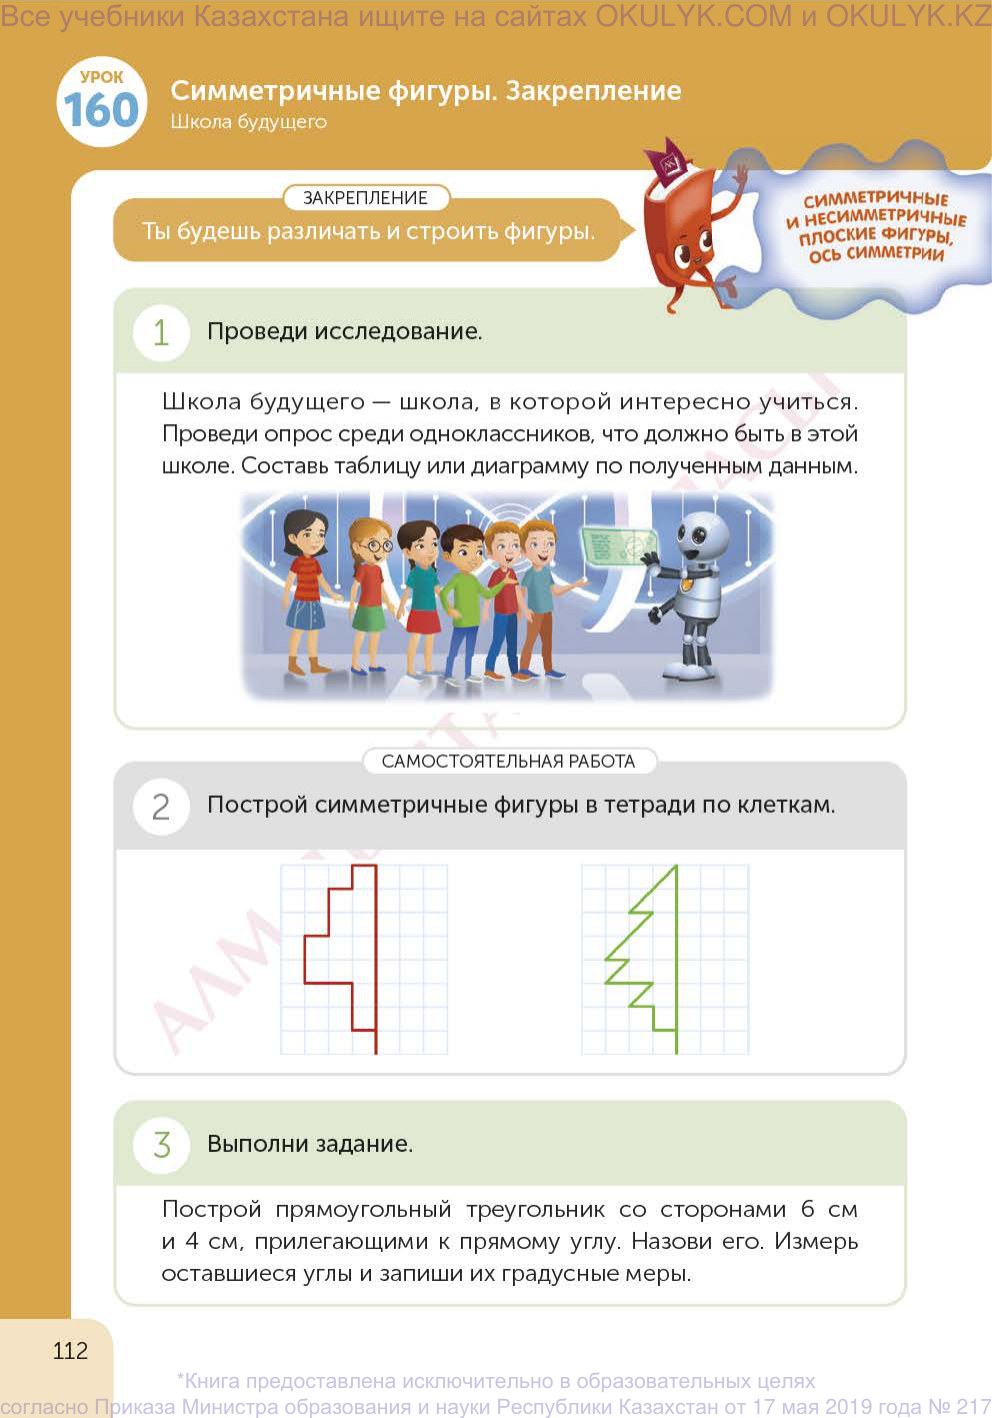 Все учебники Казахстана ищите на сайтах OKULYK.COM и OKULYK.KZ
УРОК
160
Симметричные фигуры. Закрепление
Школа будущего
ЗАКРЕПЛЕНИЕ
Ты будешь различать и строить фигуры.
СИММЕТРИЧНЫЕ
И НЕСИММЕТРИЧНЫЕ
ПЛОСКИЕ ФИГУРЫ,
ОСЬ СИММЕТРИИ
1 Проведи исследование.
Школа будущего — школа, в которой интересно учиться.
Проведи опрос среди одноклассников, что должно быть в этой
школе. Составь таблицу или диаграмму по полученным данным.
САМОСТОЯТЕЛЬНАЯ РАБОТА
2 Построй симметричные фигуры в тетради по клеткам.
3 Выполни задание.
Построй прямоугольный треугольник со сторонами 6 см
и 4 см, прилегающими к прямому углу. Назови его. Измерь
оставшиеся углы и запиши их градусные меры.
112
*Книга предоставлена исключительно в образовательных целях
согласно Приказа Министра образования и науки Республики Казахстан от 17 мая 2019 года № 217